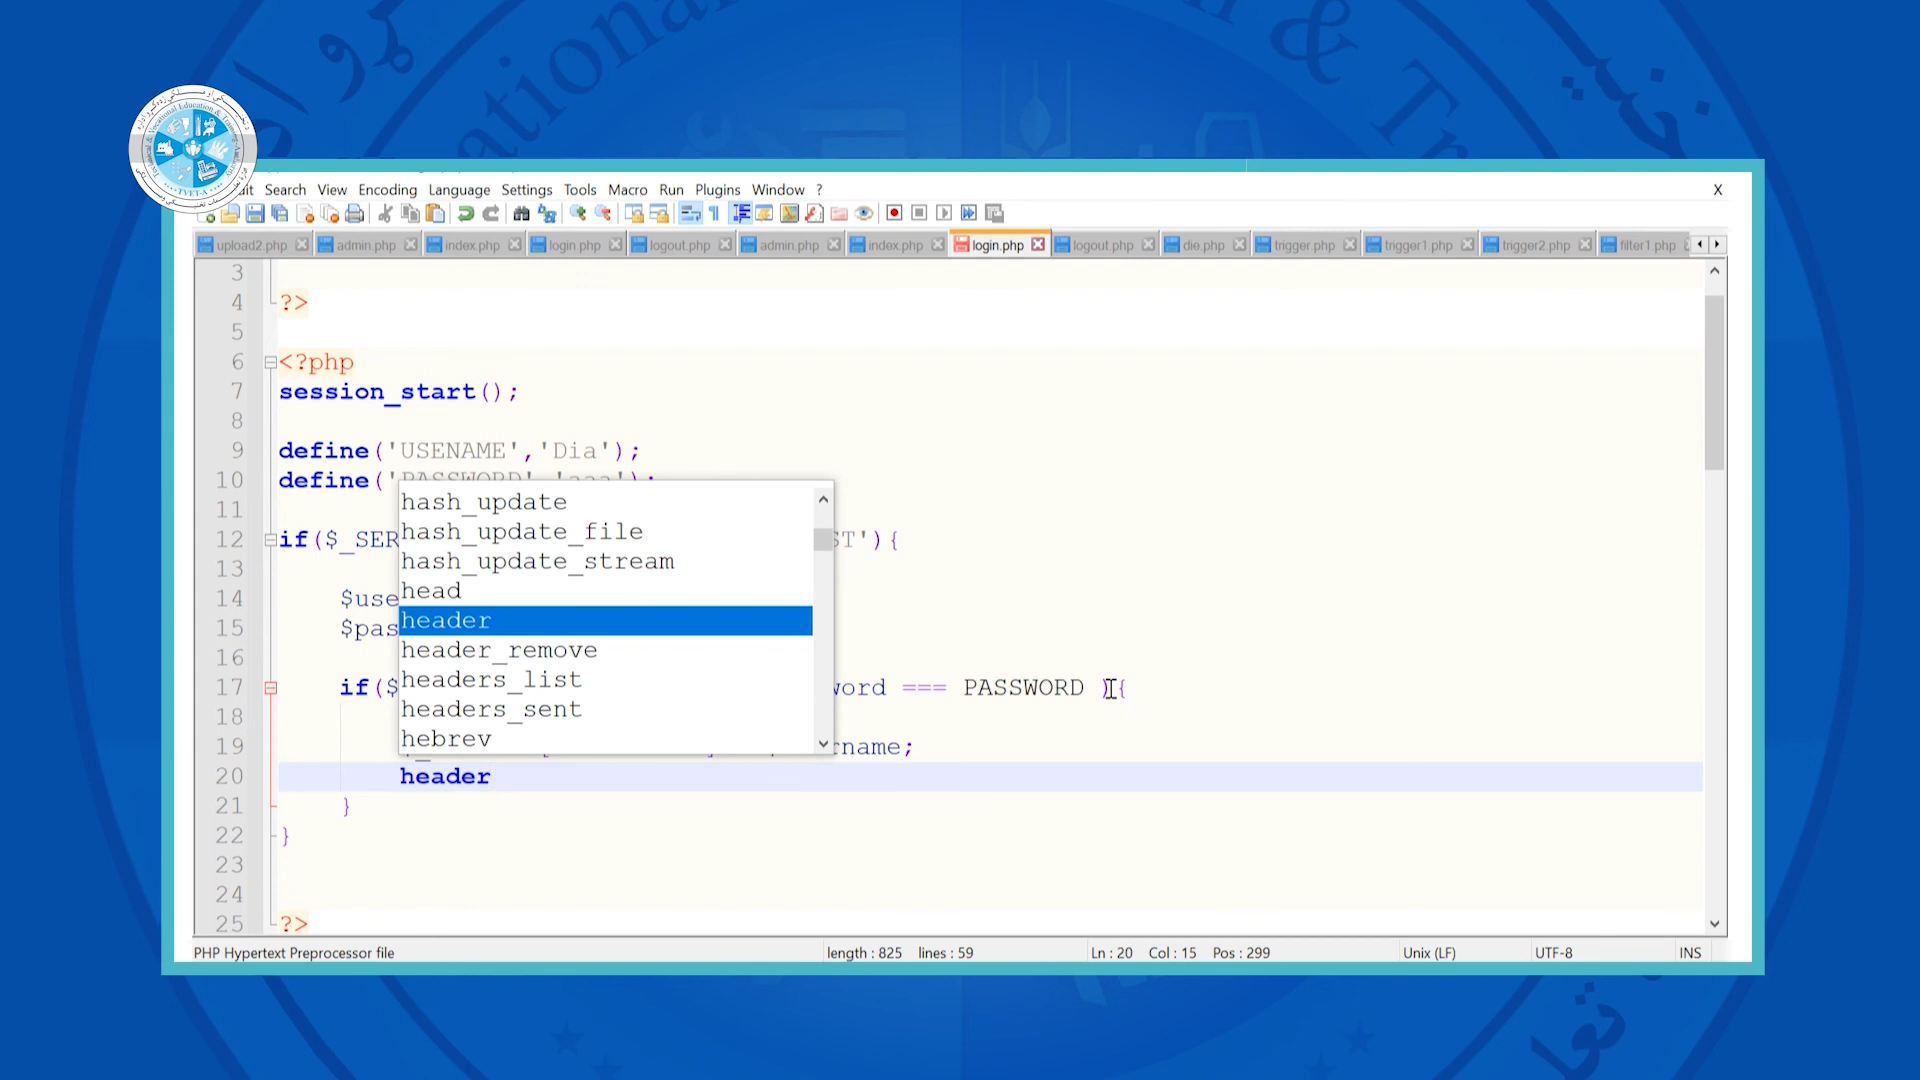 Search View Encoding Language Settings Tools Macro Run Plugins Window ? X
upload2.php admin.php index.php login.php logout.php admin.php index.php login.php logout.php die.php trigger.php trigger1.php trigger2.php filter1.php
3
4 ?>
5
6 <?php
7 session_start();
8
9 define('USENAME','Dia');
10 define('PASSWORD','aaa');
11
12 if($_SER ST'){
13
14 $use
15 $pas
16
17 if($ word === PASSWORD ){
18
19 rname;
20 header
21 }
22 }
23
24
25 ?>
hash_update
hash_update_file
hash_update_stream
head
header
header_remove
headers_list
headers_sent
hebrev
PHP Hypertext Preprocessor file length : 825 lines : 59 Ln : 20 Col : 15 Pos : 299 Unix (LF) UTF-8 INS